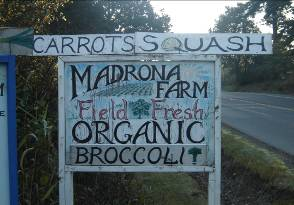 CARROTS SQUASH
MADRONA
FARM
Field Fresh
ORGANIC
BROCCOLI